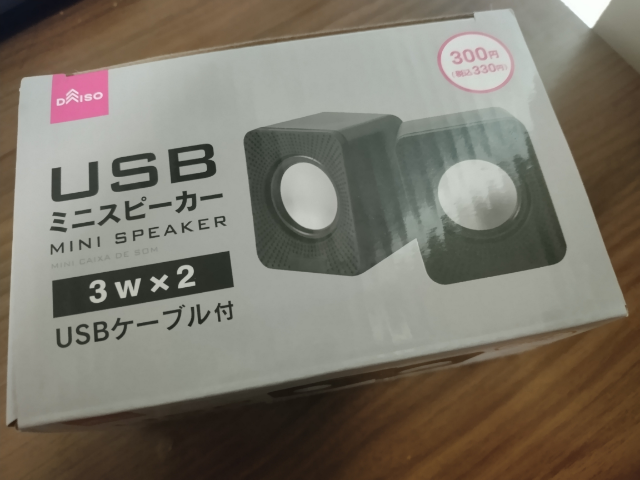 DAISO
300円
(税込330円)
USB
ミニスピーカー
MINI SPEAKER
MINI CAIXA DE SOM
3W×2
USBケーブル付